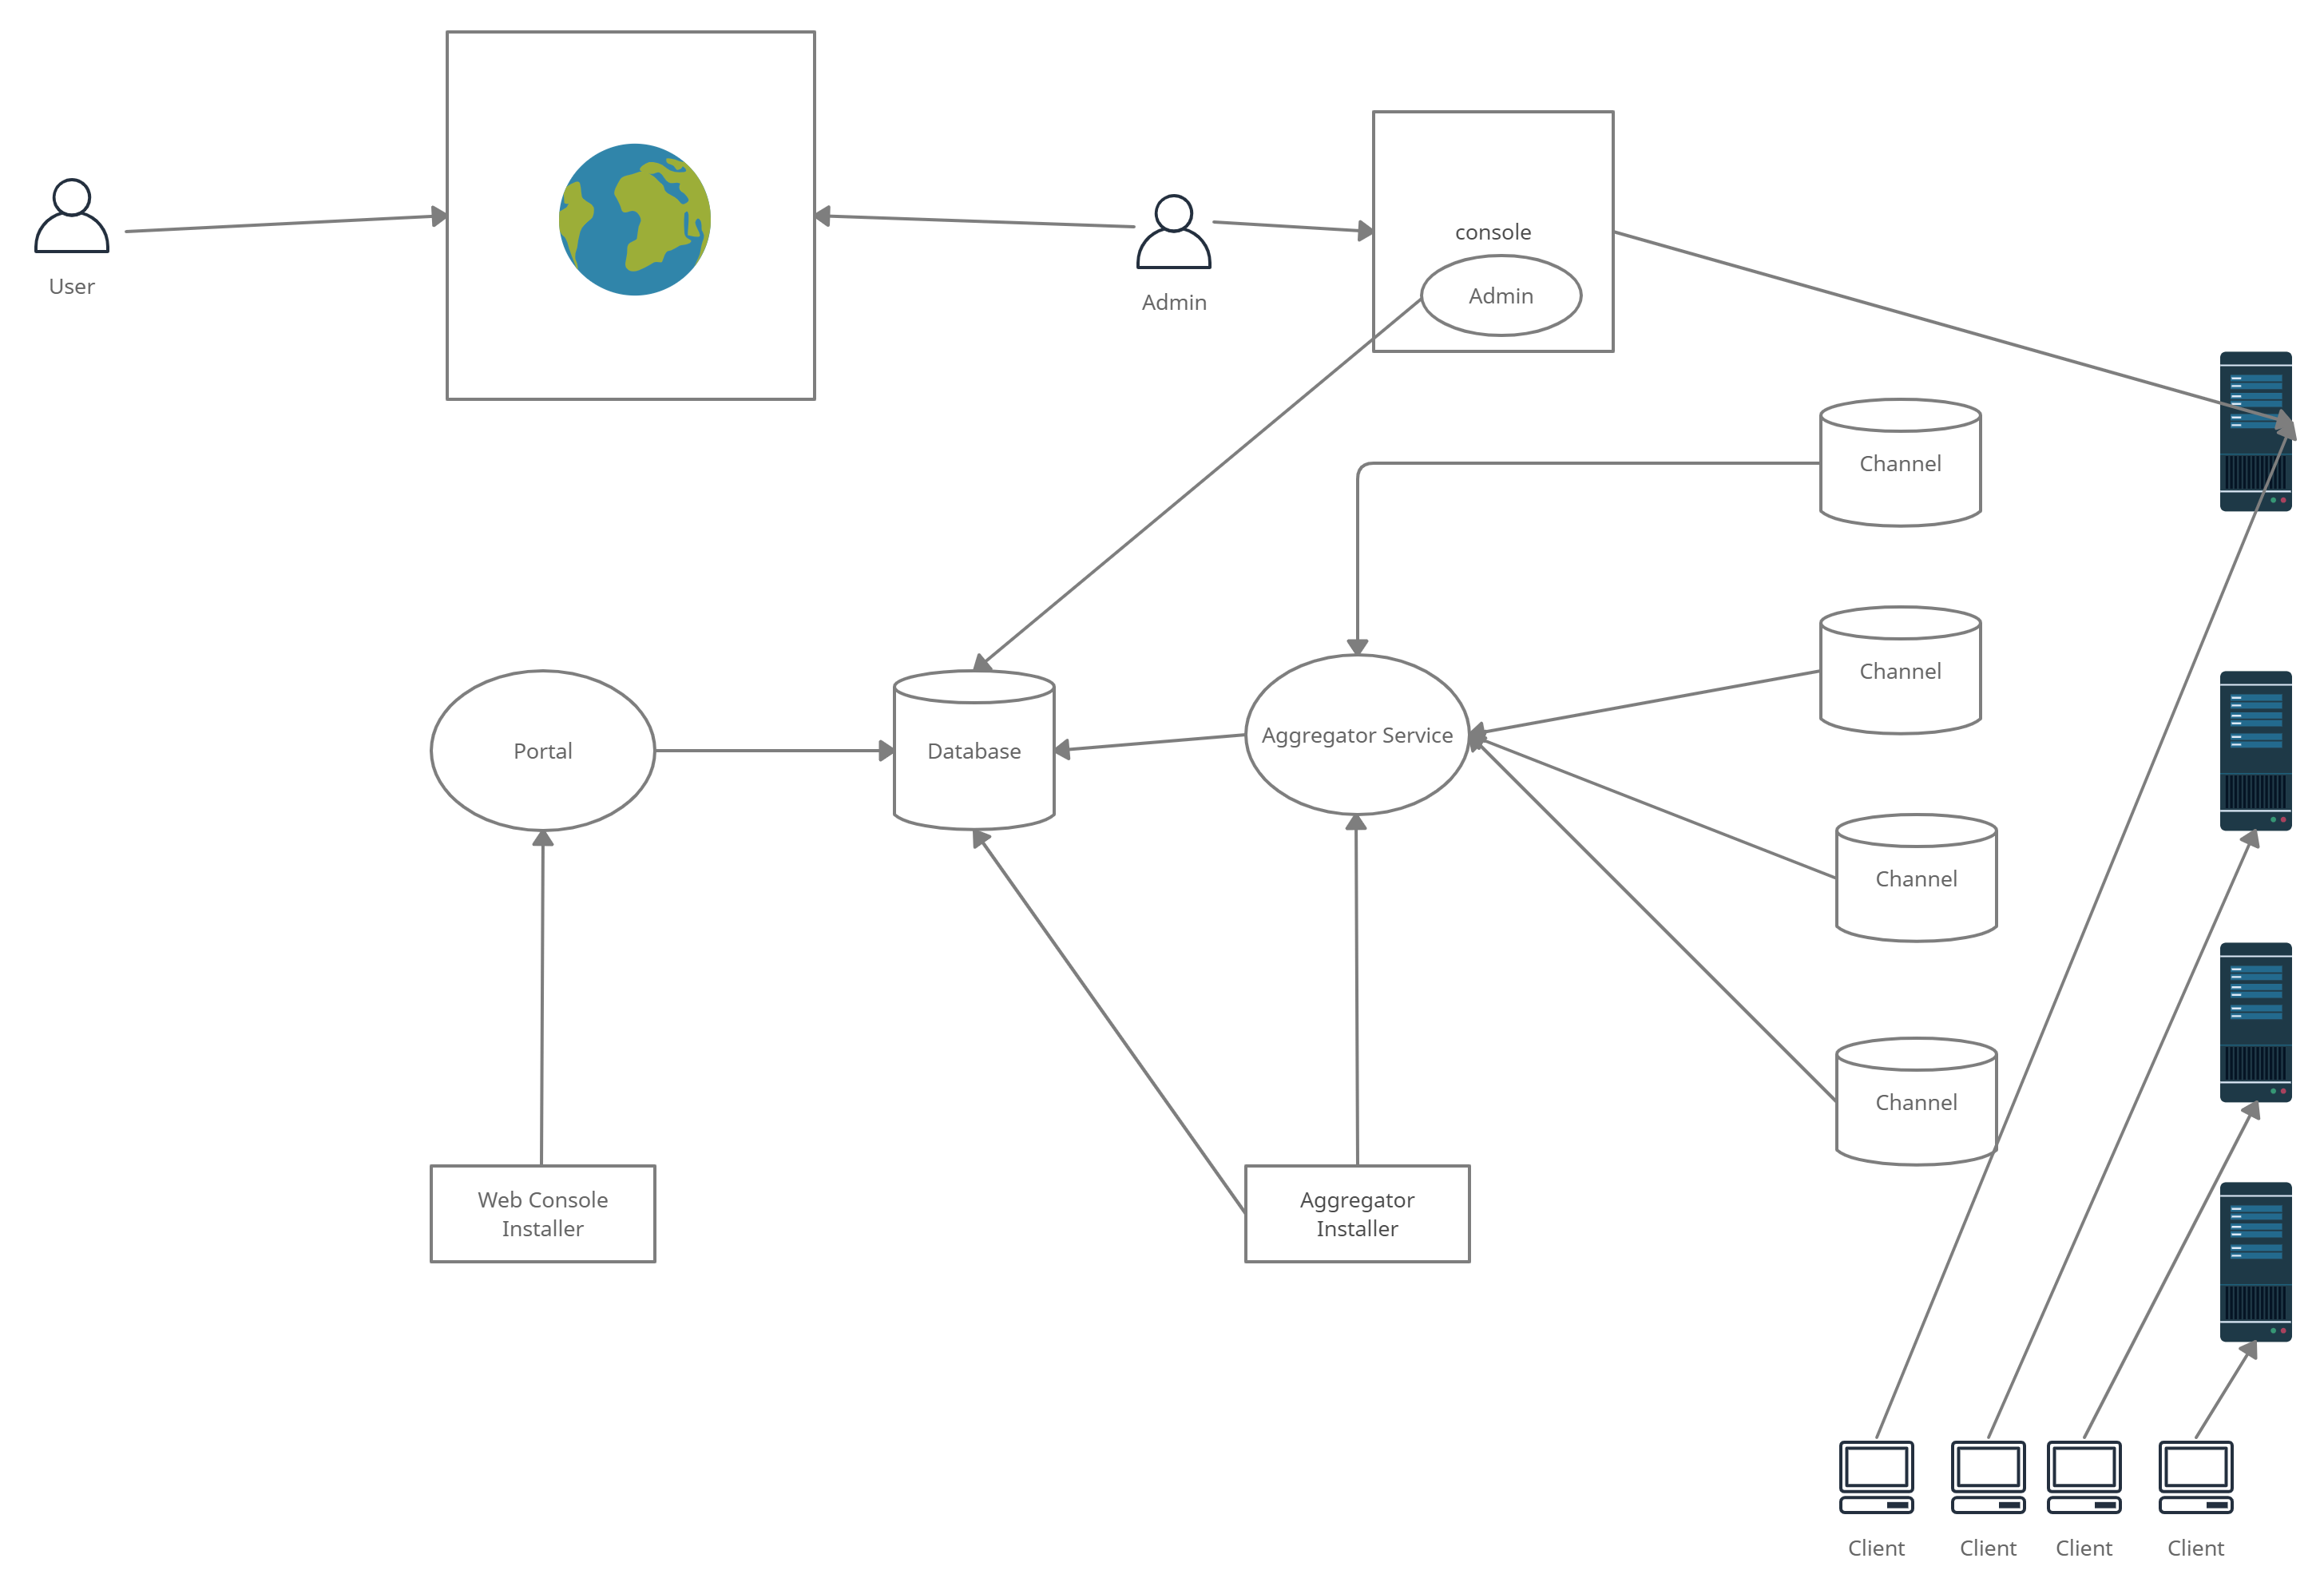 User
Admin
console
Admin
Channel
Channel
Portal
Database
Aggregator Service
Channel
Channel
Web Console
Installer
Aggregator
Installer
Client
Client
Client
Client